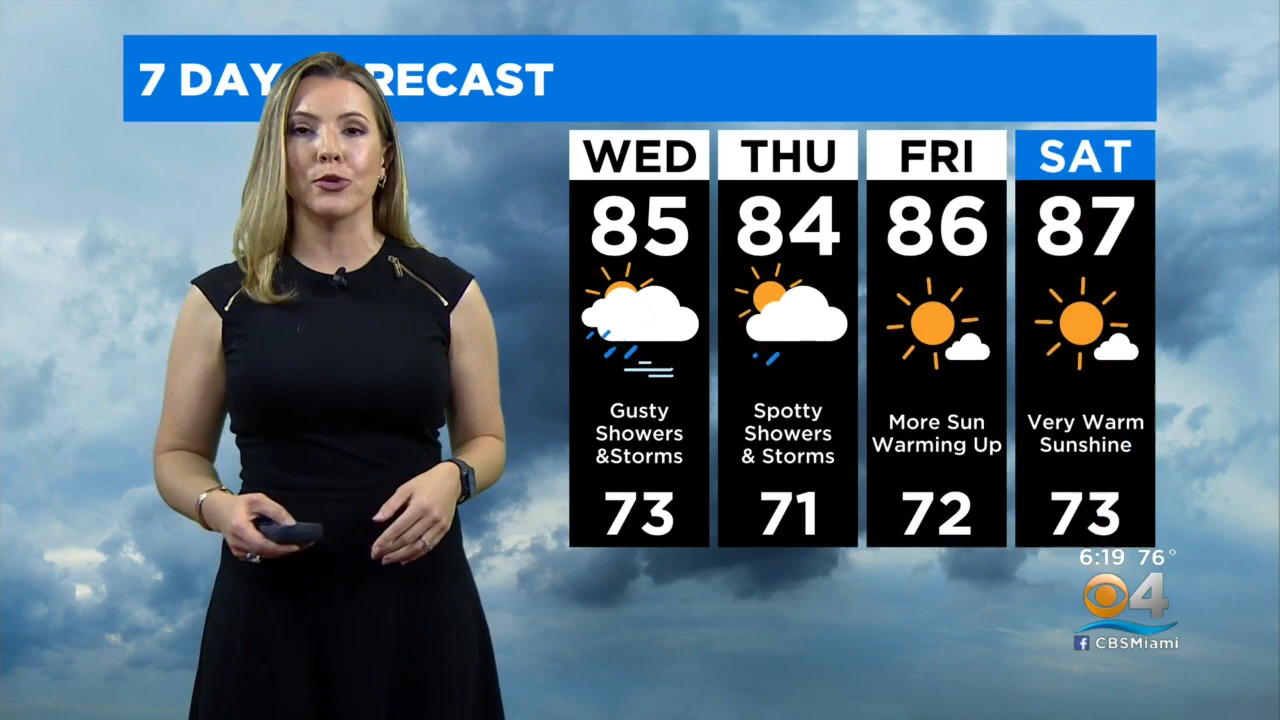 7 DAY RECAST
WED THU FRI SAT
85 84 86 87
Gusty
Showers
&Storms
Spotty
Showers
& Storms
More Sun
Warming Up
Very Warm
Sunshine
73 71 72 73
6:19 76°
4
CBSMiami